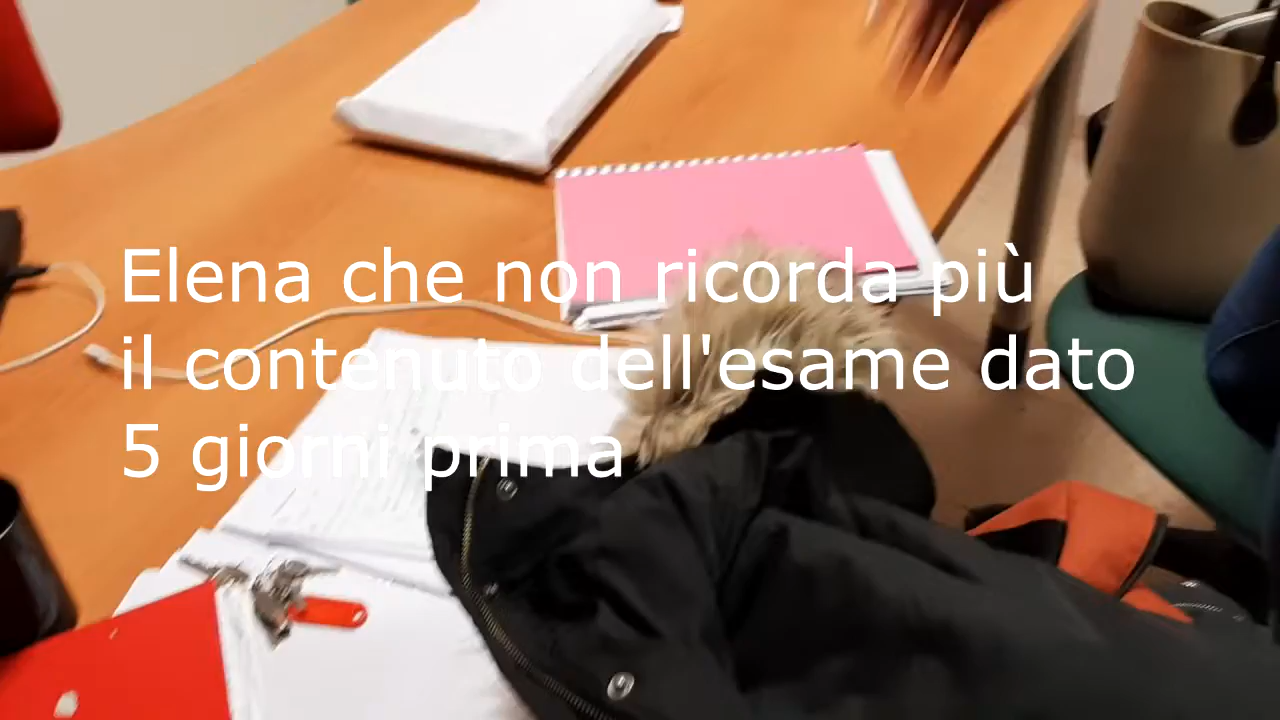 Elena che non ricorda più
il contenuto dell'esame dato
5 giorni prima